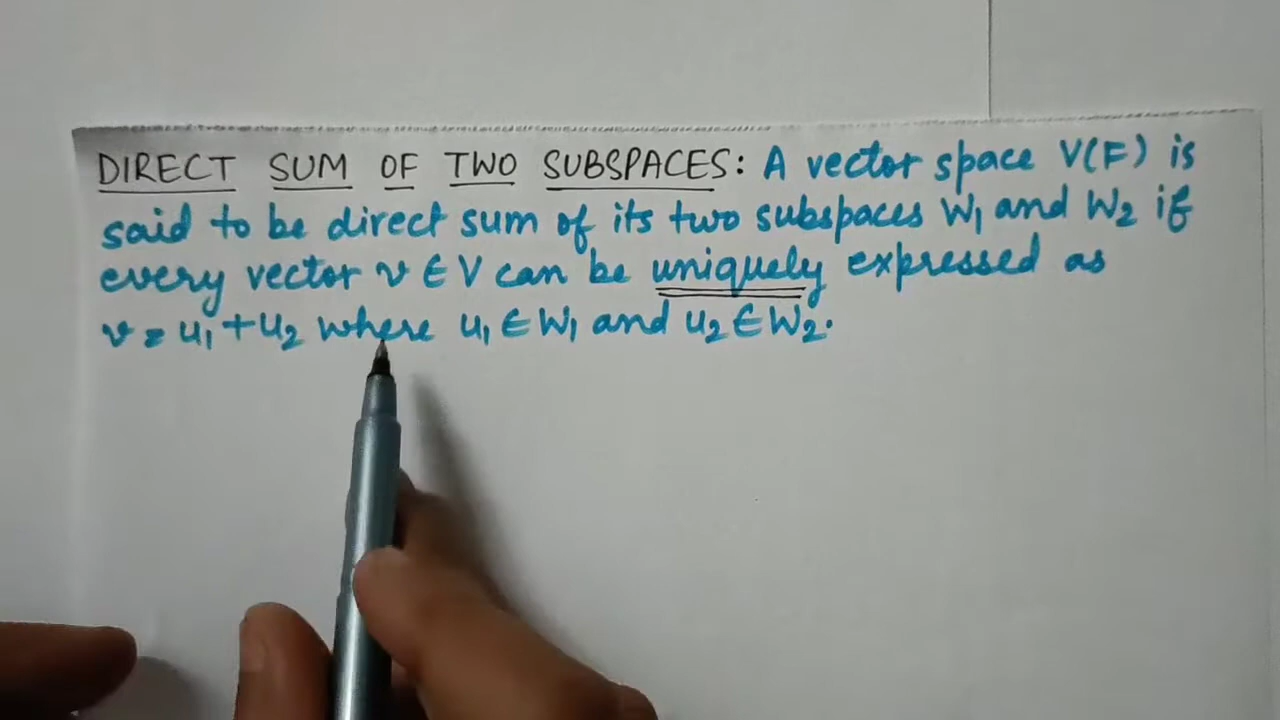 DIRECT SUM OF TWO SUBSPACES: A vector space V(F) is
said to be direct sum of its two subspaces W₁ and W₂ if
every vector v ∈ V can be uniquely expressed as
v = u₁ + u₂ where u₁ ∈ W₁ and u₂ ∈ W₂.